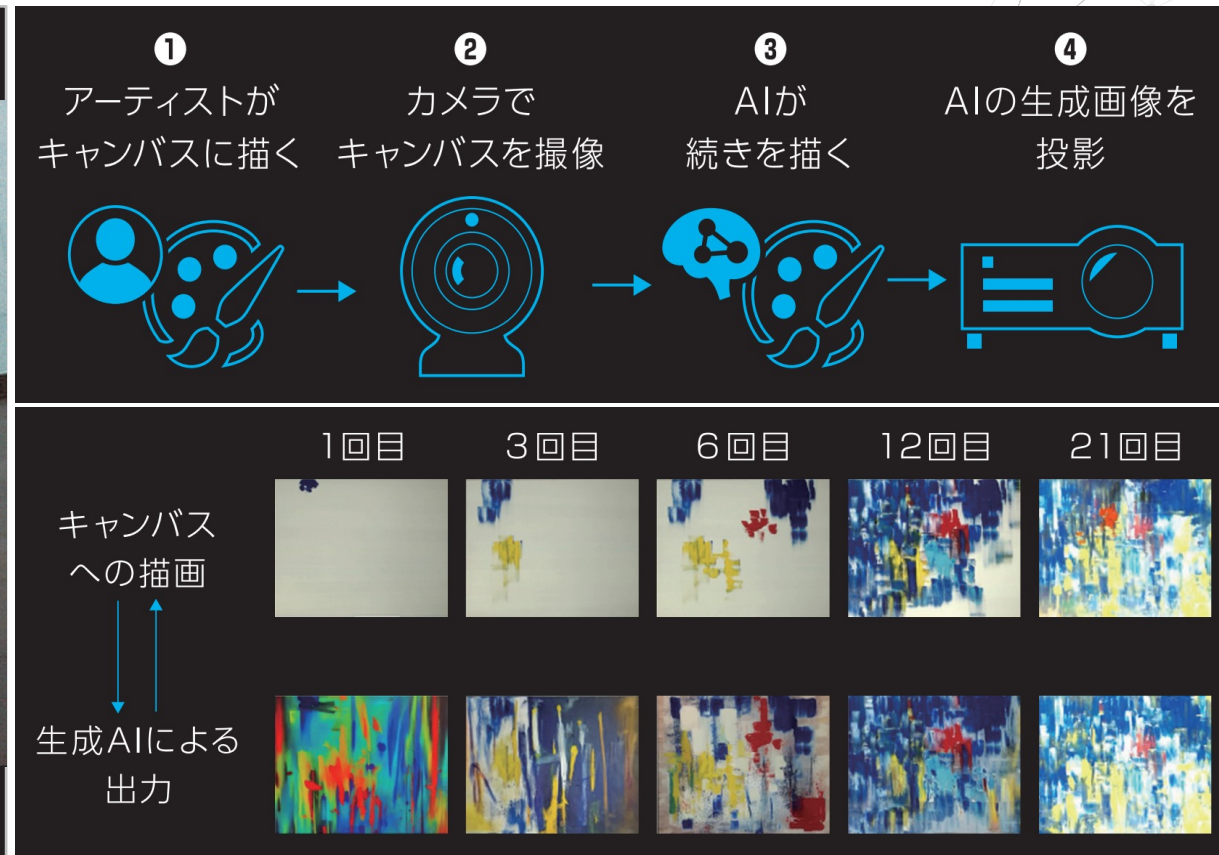 ❶
アーティストが
キャンバスに描く
❷
カメラで
キャンバスを撮像
❸
AIが
続きを描く
❹
AIの生成画像を
投影
1回目
3回目
6回目
12回目
21回目
キャンバス
への描画
生成AIによる
出力